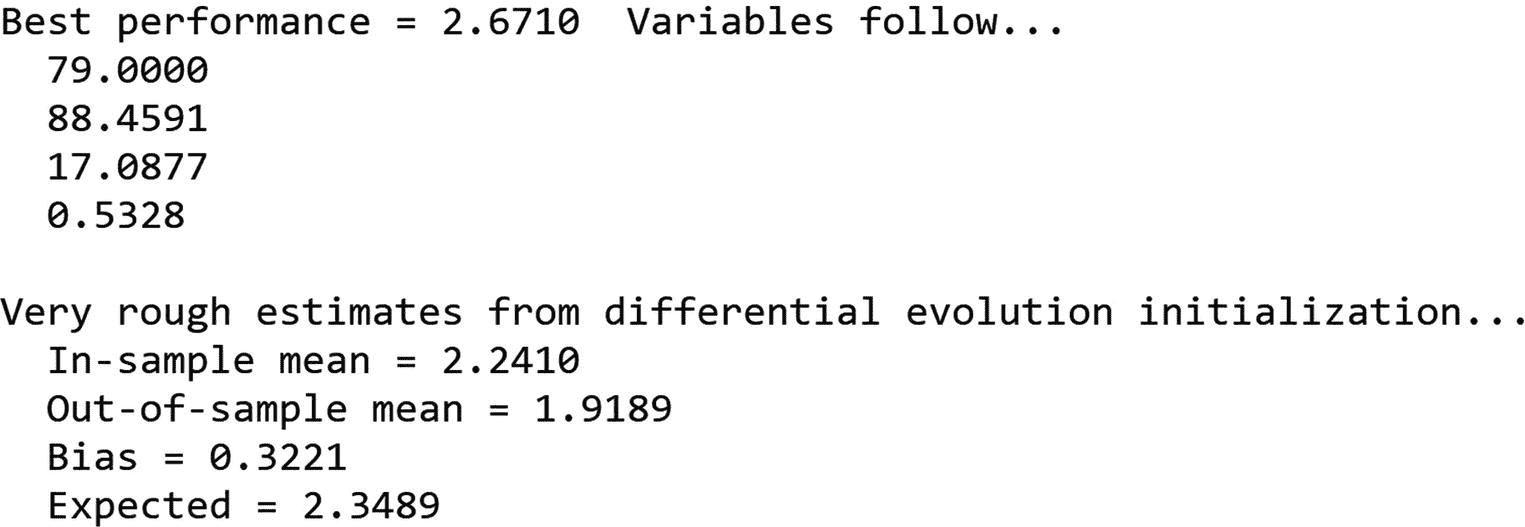 Best performance = 2.6710  Variables follow...
  79.0000
  88.4591
  17.0877
  0.5328

Very rough estimates from differential evolution initialization...
  In-sample mean = 2.2410
  Out-of-sample mean = 1.9189
  Bias = 0.3221
  Expected = 2.3489